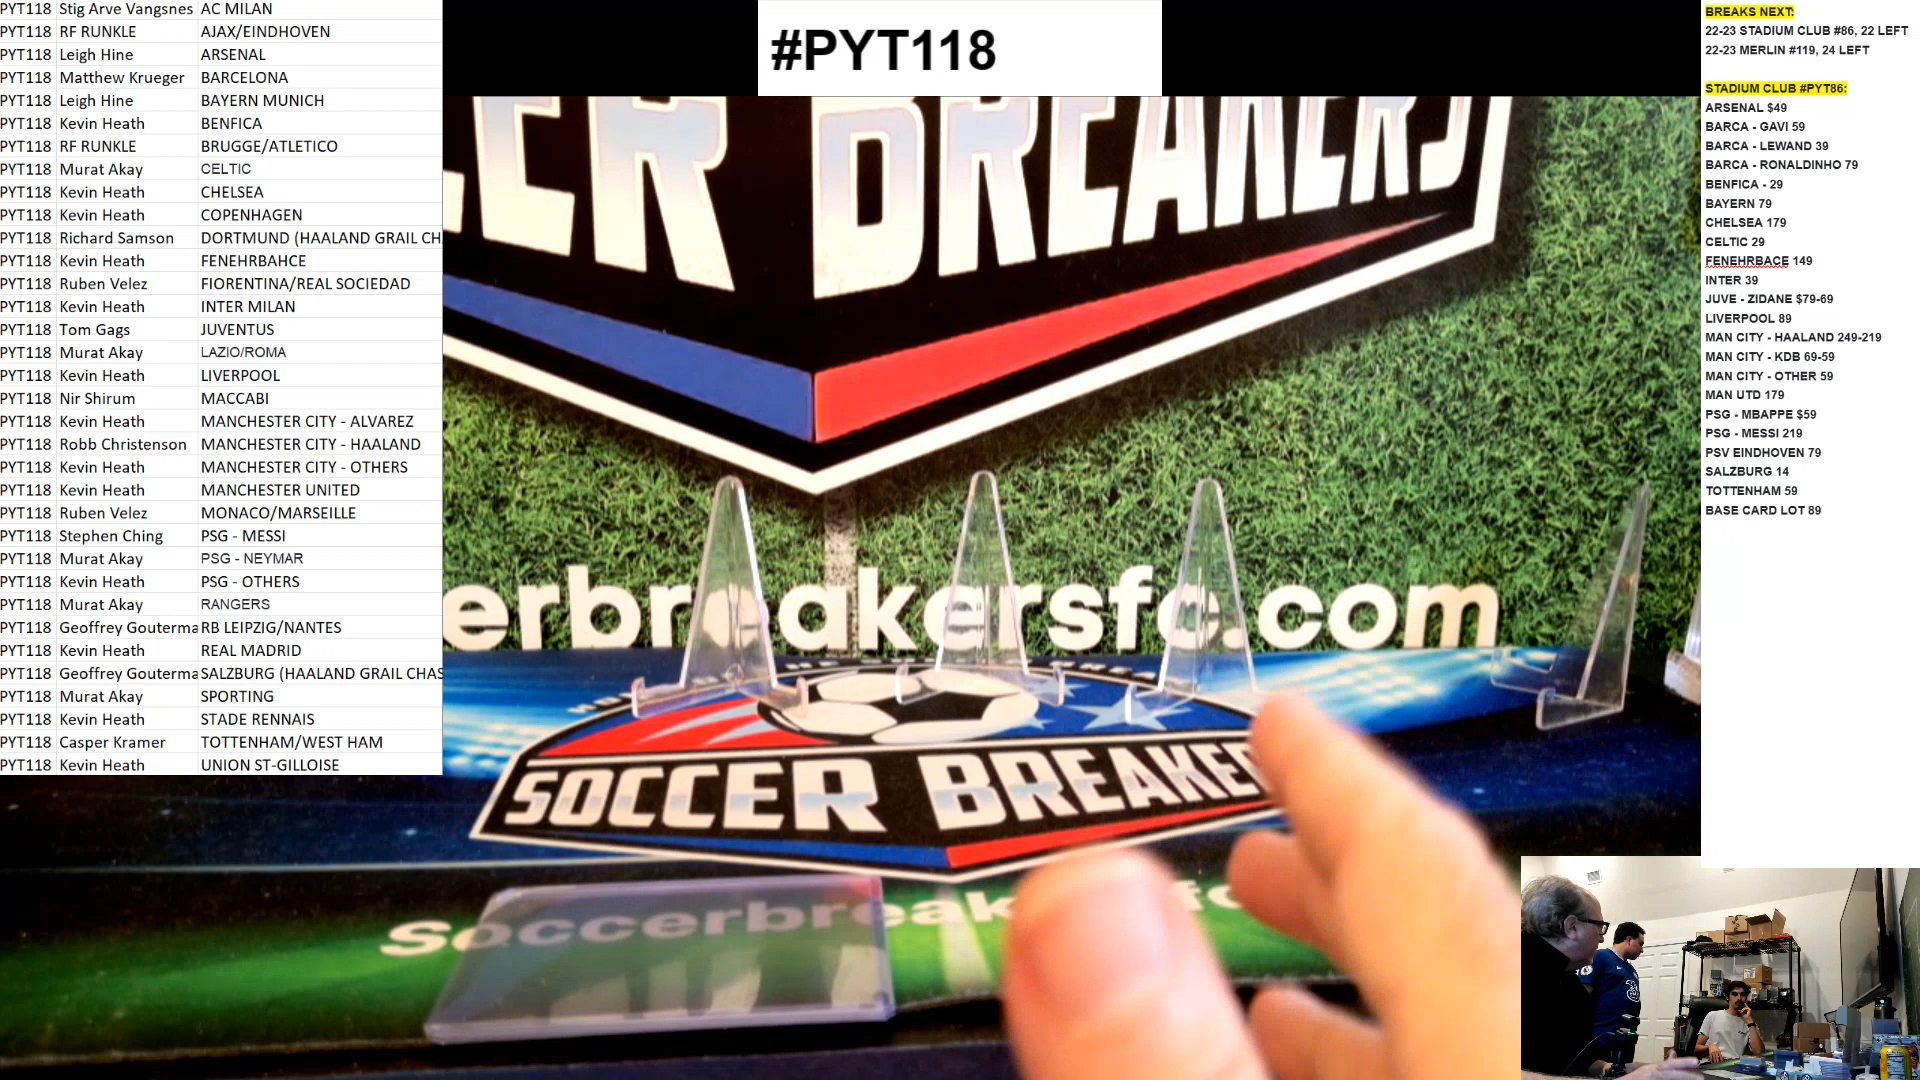 PYT118 Stig Arve Vangsnes AC MILAN
PYT118 RF RUNKLE AJAX/EINDHOVEN
PYT118 Leigh Hine ARSENAL
PYT118 Matthew Krueger BARCELONA
PYT118 Leigh Hine BAYERN MUNICH
PYT118 Kevin Heath BENFICA
PYT118 RF RUNKLE BRUGGE/ATLETICO
PYT118 Murat Akay CELTIC
PYT118 Kevin Heath CHELSEA
PYT118 Kevin Heath COPENHAGEN
PYT118 Richard Samson DORTMUND (HAALAND GRAIL CH
PYT118 Kevin Heath FENEHRBAHCE
PYT118 Ruben Velez FIORENTINA/REAL SOCIEDAD
PYT118 Kevin Heath INTER MILAN
PYT118 Tom Gags JUVENTUS
PYT118 Murat Akay LAZIO/ROMA
PYT118 Kevin Heath LIVERPOOL
PYT118 Nir Shirum MACCABI
PYT118 Kevin Heath MANCHESTER CITY - ALVAREZ
PYT118 Robb Christenson MANCHESTER CITY - HAALAND
PYT118 Kevin Heath MANCHESTER CITY - OTHERS
PYT118 Kevin Heath MANCHESTER UNITED
PYT118 Ruben Velez MONACO/MARSEILLE
PYT118 Stephen Ching PSG - MESSI
PYT118 Murat Akay PSG - NEYMAR
PYT118 Kevin Heath PSG - OTHERS
PYT118 Murat Akay RANGERS
PYT118 Geoffrey Gouterma RB LEIPZIG/NANTES
PYT118 Kevin Heath REAL MADRID
PYT118 Geoffrey Gouterma SALZBURG (HAALAND GRAIL CHAS
PYT118 Murat Akay SPORTING
PYT118 Kevin Heath STADE RENNAIS
PYT118 Casper Kramer TOTTENHAM/WEST HAM
PYT118 Kevin Heath UNION ST-GILLOISE
#PYT118
CER BREAKERS
erbreakersfc.com
SOCCER BREAKE
Soccerbreak fc
BREAKS NEXT:
22-23 STADIUM CLUB #86, 22 LEFT
22-23 MERLIN #119, 24 LEFT
STADIUM CLUB #PYT86:
ARSENAL $49
BARCA - GAVI 59
BARCA - LEWAND 39
BARCA - RONALDINHO 79
BENFICA - 29
BAYERN 79
CHELSEA 179
CELTIC 29
FENEHRBACE 149
INTER 39
JUVE - ZIDANE $79-69
LIVERPOOL 89
MAN CITY - HAALAND 249-219
MAN CITY - KDB 69-59
MAN CITY - OTHER 59
MAN UTD 179
PSG - MBAPPE $59
PSG - MESSI 219
PSV EINDHOVEN 79
SALZBURG 14
TOTTENHAM 59
BASE CARD LOT 89